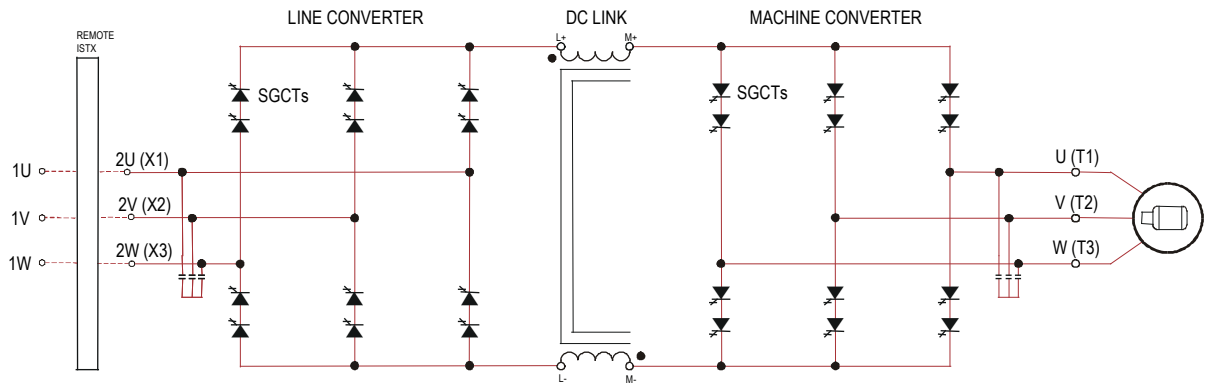 LINE CONVERTER
DC LINK
MACHINE CONVERTER
REMOTE
ISTX
L+
M+
SGCTs
SGCTs
2U (X1)
U (T1)
1U
2V (X2)
V (T2)
1V
2W (X3)
W (T3)
1W
L-
M-